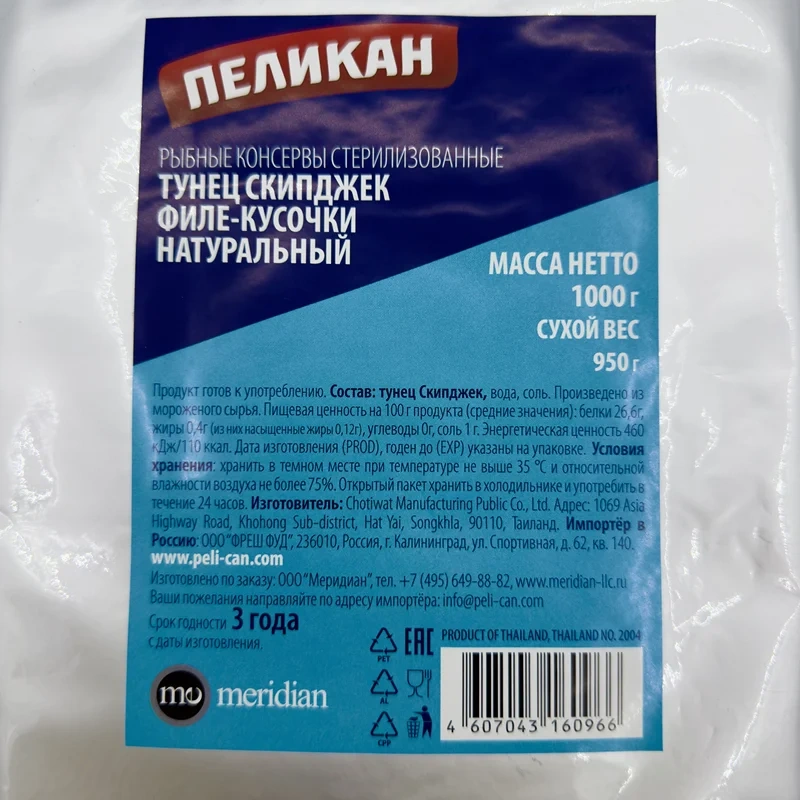 ПЕЛИКАН
РЫБНЫЕ КОНСЕРВЫ СТЕРИЛИЗОВАННЫЕ
ТУНЕЦ СКИПДЖЕК
ФИЛЕ-КУСОЧКИ
НАТУРАЛЬНЫЙ
МАССА НЕТТО
1000 г
СУХОЙ ВЕС
950 г
Продукт готов к употреблению. Состав: тунец Скипджек, вода, соль. Произведено из
мороженого сырья. Пищевая ценность на 100 г продукта (средние значения): белки 26,6г,
жиры 0,4г (из них насыщенные жиры 0,12г), углеводы 0г, соль 1 г. Энергетическая ценность 460
кДж/110 ккал. Дата изготовления (PROD), годен до (EXP) указаны на упаковке. Условия
хранения: хранить в темном месте при температуре не выше 35 °С и относительной
влажности воздуха не более 75%. Открытый пакет хранить в холодильнике и употребить в
течение 24 часов. Изготовитель: Chotiwat Manufacturing Public Co., Ltd. Адрес: 1069 Asia
Highway Road, Khohong Sub-district, Hat Yai, Songkhla, 90110, Таиланд. Импортёр в
Россию: ООО "ФРЕШ ФУД", 236010, Россия, г. Калининград, ул. Спортивная, д. 62, кв. 140.
www.peli-can.com
Изготовлено по заказу: ООО "Меридиан", тел. +7 (495) 649-88-82, www.meridian-llc.ru
Ваши пожелания направляйте по адресу импортёра: info@peli-can.com
Срок годности 3 года
с даты изготовления.
PET
EAC
PRODUCT OF THAILAND, THAILAND NO. 2004
AL
CPP
me meridian
4 607043 160966